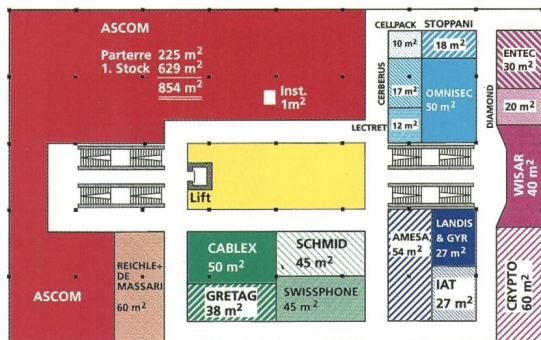 ASCOM
Parterre 225 m²
1. Stock 629 m²
854 m²
Inst.
1m²
CELLPACK
10 m²
STOPPANI
18 m²
CERBERUS
17 m²
OMNISEC
50 m²
LECTRET
12 m²
ENTEC
30 m²
DIAMOND
20 m²
WISAR
40 m²
Lift
CABLEX
50 m²
SCHMID
45 m²
GRETAG
38 m²
SWISSPHONE
45 m²
AMESA
54 m²
LANDIS
& GYR
27 m²
IAT
27 m²
CRYPTO
60 m²
ASCOM
REICHLE+
DE
MASSARI
60 m²